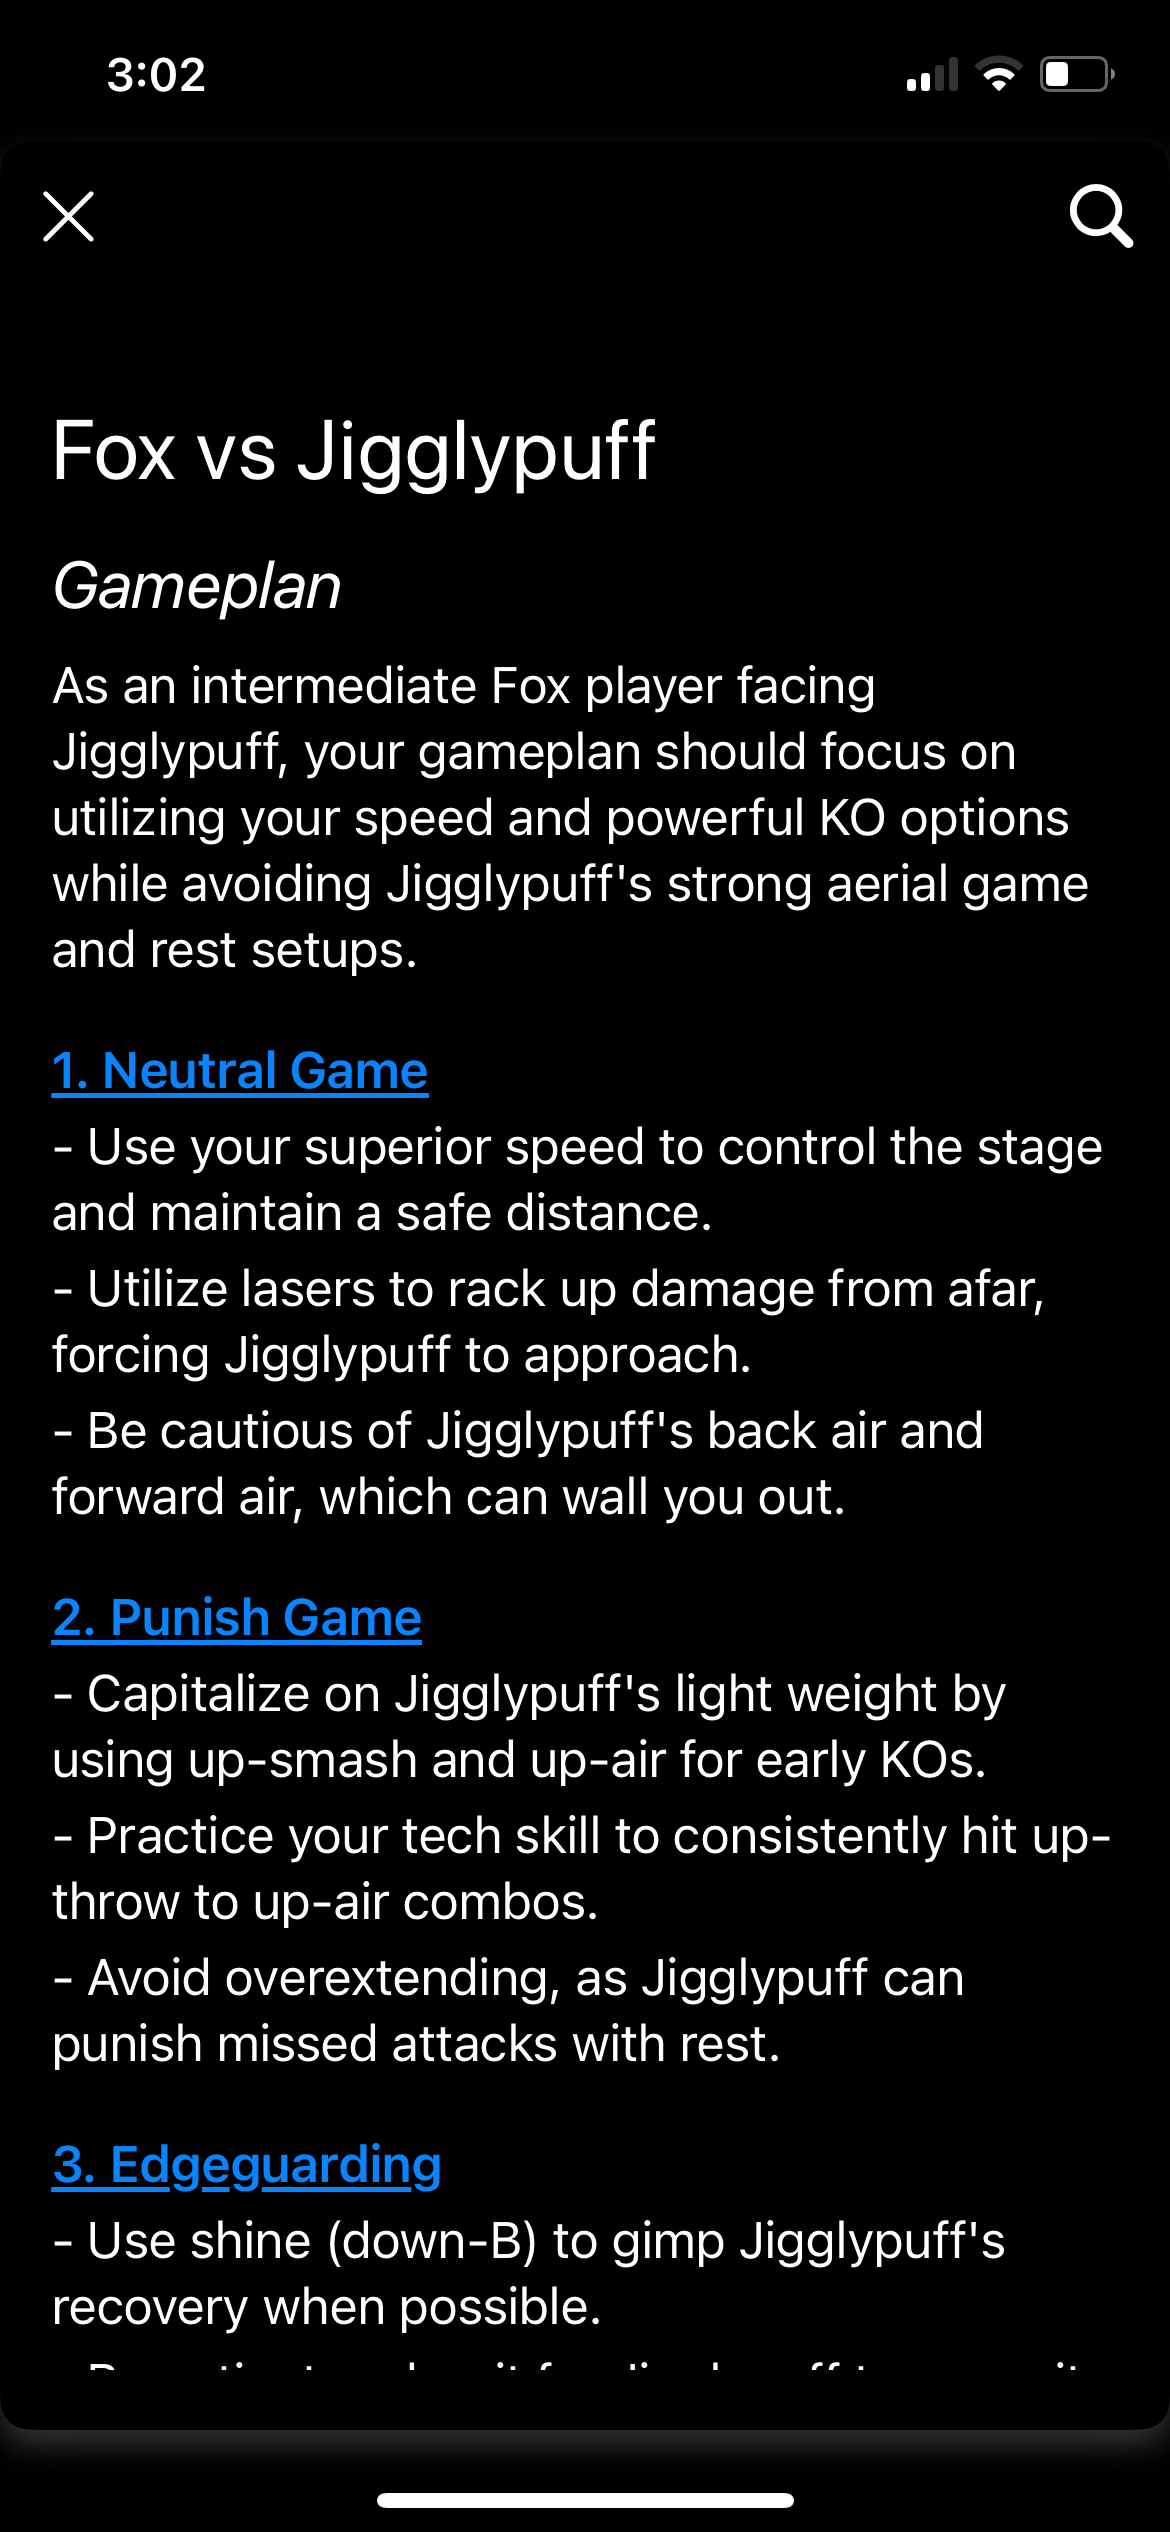 3:02
Fox vs Jigglypuff
Gameplan
As an intermediate Fox player facing
Jigglypuff, your gameplan should focus on
utilizing your speed and powerful KO options
while avoiding Jigglypuff's strong aerial game
and rest setups.
1. Neutral Game
- Use your superior speed to control the stage
and maintain a safe distance.
- Utilize lasers to rack up damage from afar,
forcing Jigglypuff to approach.
- Be cautious of Jigglypuff's back air and
forward air, which can wall you out.
2. Punish Game
- Capitalize on Jigglypuff's light weight by
using up-smash and up-air for early KOs.
- Practice your tech skill to consistently hit up-
throw to up-air combos.
- Avoid overextending, as Jigglypuff can
punish missed attacks with rest.
3. Edgeguarding
- Use shine (down-B) to gimp Jigglypuff's
recovery when possible.